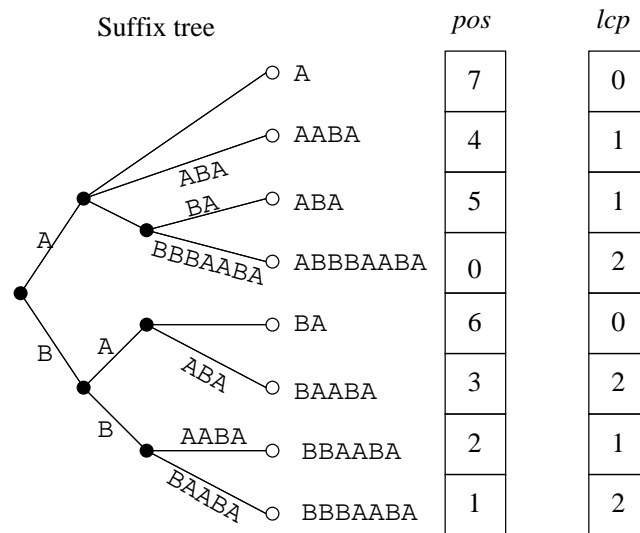 Suffix tree pos lcp
A 7 0
AABA 4 1
ABA
BA ABA 5 1
A BBBAABA ABBBAABA 0 2
BA 6 0
B A
ABA BAABA 3 2
B AABA BBAABA 2 1
BAABA BBBAABA 1 2